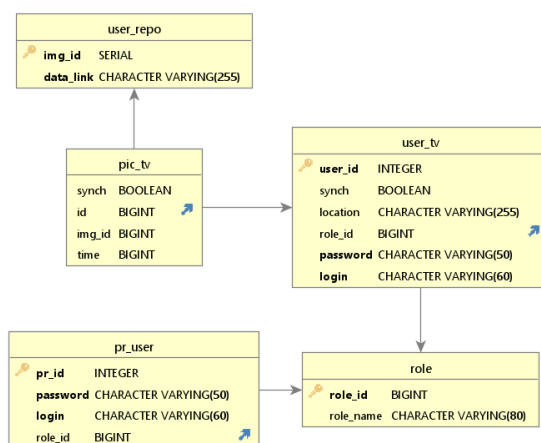 user_repo
img_id SERIAL
data_link CHARACTER VARYING(255)
pic_tv
synch BOOLEAN
id BIGINT
img_id BIGINT
time BIGINT
user_tv
user_id INTEGER
synch BOOLEAN
location CHARACTER VARYING(255)
role_id BIGINT
password CHARACTER VARYING(50)
login CHARACTER VARYING(60)
pr_user
pr_id INTEGER
password CHARACTER VARYING(50)
login CHARACTER VARYING(60)
role_id BIGINT
role
role_id BIGINT
role_name CHARACTER VARYING(80)